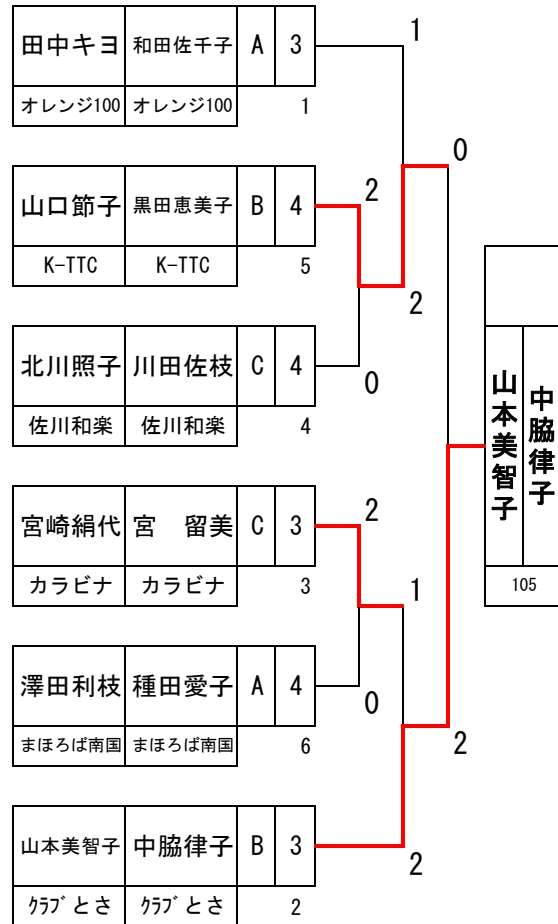 田中キヨ 和田佐千子 A 3
オレンジ100 オレンジ100 1
山口節子 黒田恵美子 B 4
K-TTC K-TTC 5
北川照子 川田佐枝 C 4
佐川和楽 佐川和楽 4
宮崎絹代 宮　留美 C 3
カラビナ カラビナ 3
澤田利枝 種田愛子 A 4
まほろば南国 まほろば南国 6
山本美智子 中脇律子 B 3
ｸﾗﾌﾞとさ ｸﾗﾌﾞとさ 2
1
2
2
0
0
2
1
0
2
2
山本美智子
中脇律子
105